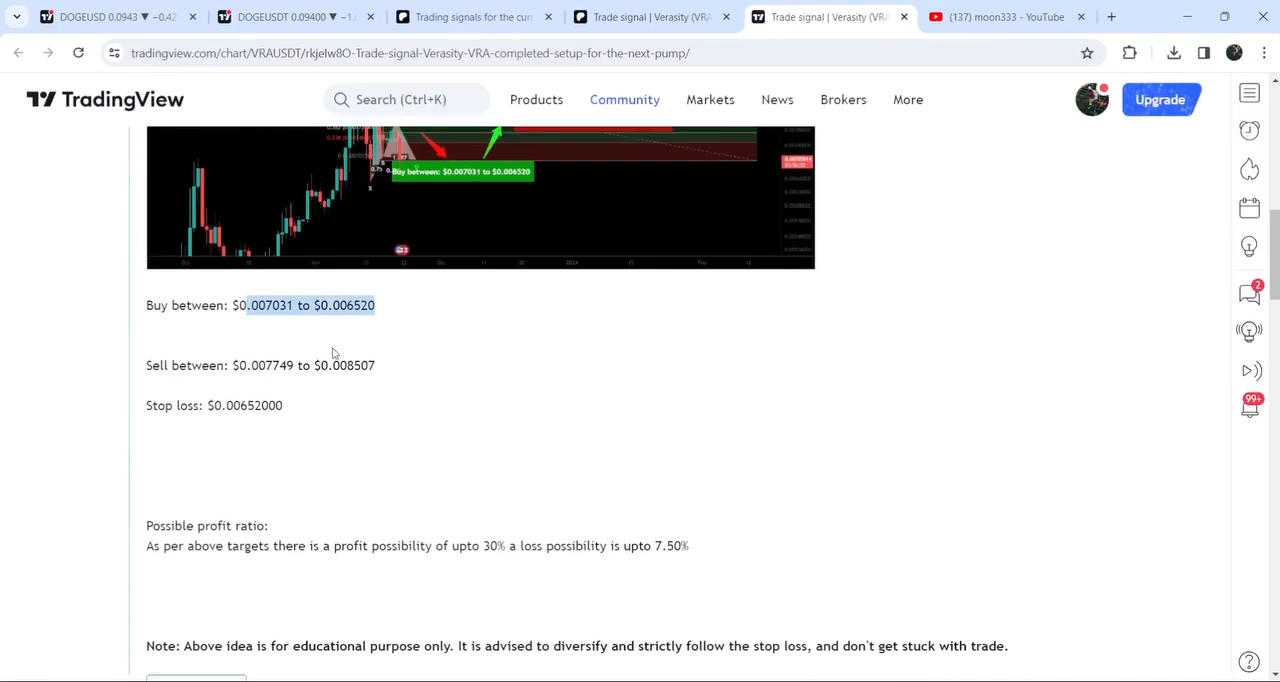 DOGEUSD 0.0943 ▼ −0.42
DOGEUSDT 0.09400 ▼ −1.
Trading signals for the curr
Trade signal | Verasity (VRA
Trade signal | Verasity (VRA
(137) moon333 - YouTube
tradingview.com/chart/VRAUSDT/rkjeIw8O-Trade-signal-Verasity-VRA-completed-setup-for-the-next-pump/
TradingView
Search (Ctrl+K)
Products
Community
Markets
News
Brokers
More
Upgrade
Buy between: $0.007031 to $0.006520
Buy between: $0.007031 to $0.006520
Sell between: $0.007749 to $0.008507
Stop loss: $0.00652000
Possible profit ratio:
As per above targets there is a profit possibility of upto 30% a loss possibility is upto 7.50%
Note: Above idea is for educational purpose only. It is advised to diversify and strictly follow the stop loss, and don't get stuck with trade.
2
99+